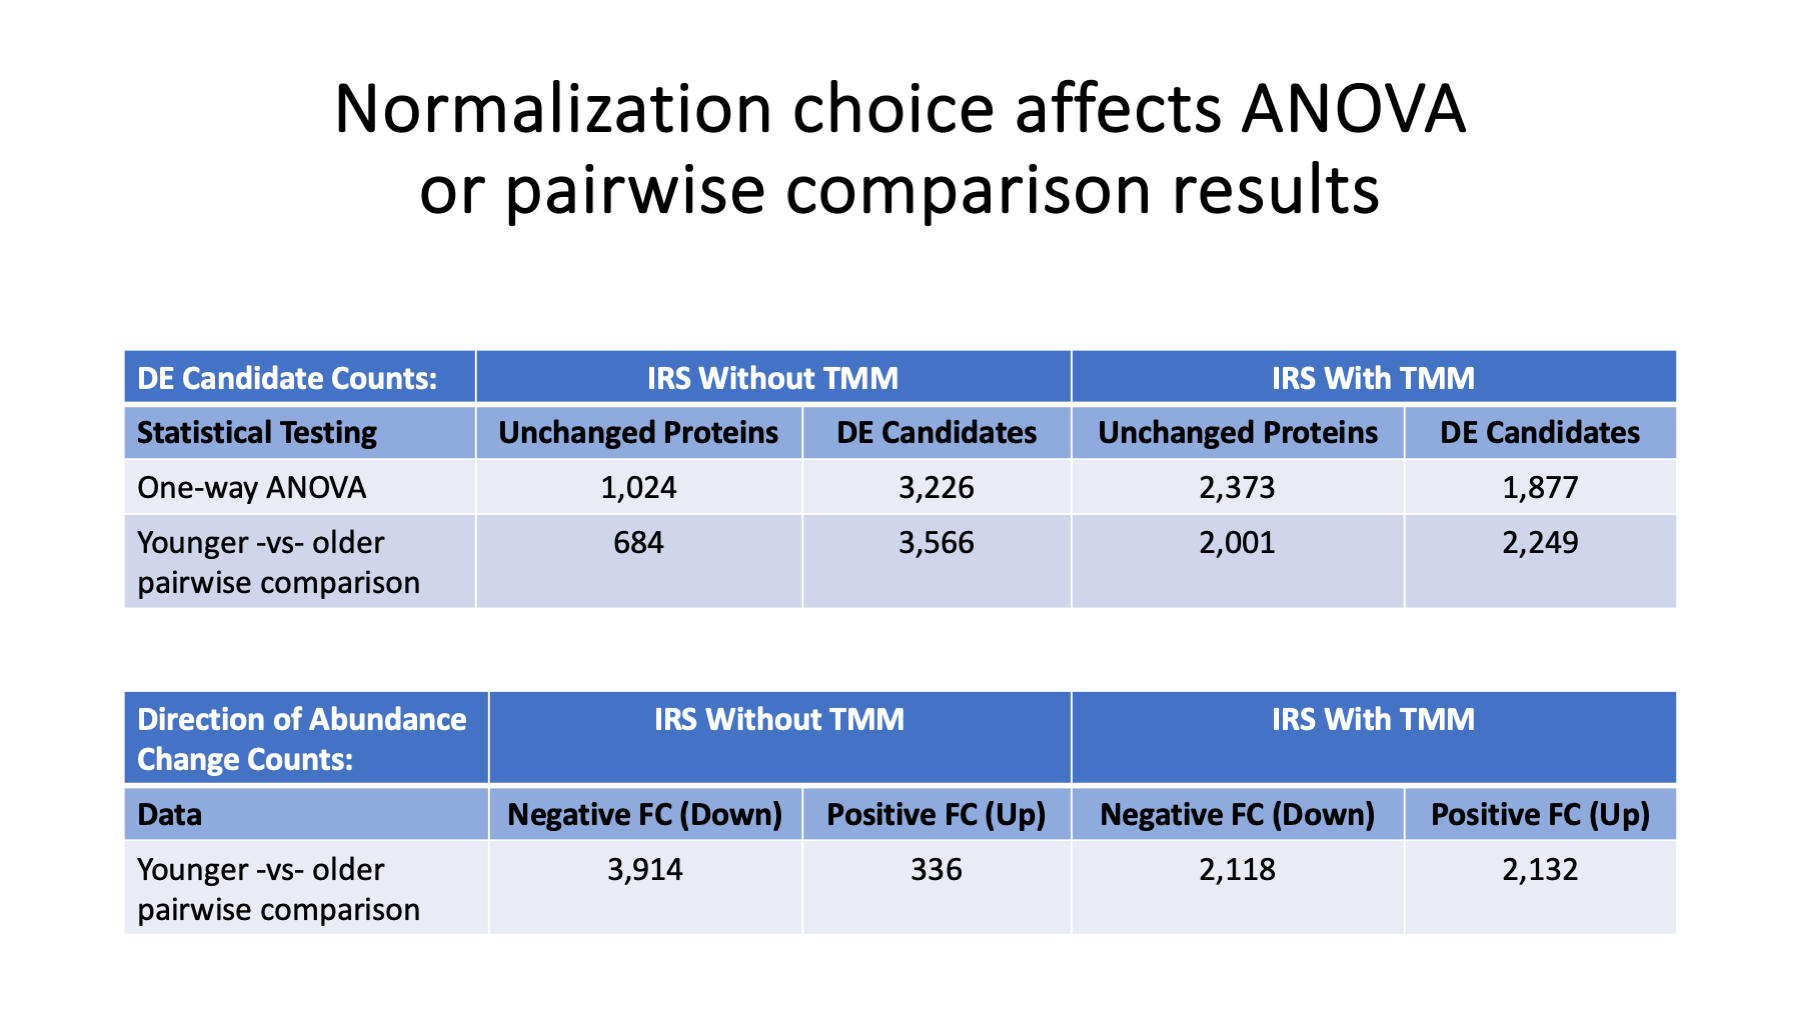 Normalization choice affects ANOVA
or pairwise comparison results
DE Candidate Counts: IRS Without TMM IRS With TMM
Statistical Testing Unchanged Proteins DE Candidates Unchanged Proteins DE Candidates
One-way ANOVA 1,024 3,226 2,373 1,877
Younger -vs- older 684 3,566 2,001 2,249
pairwise comparison
Direction of Abundance IRS Without TMM IRS With TMM
Change Counts:
Data Negative FC (Down) Positive FC (Up) Negative FC (Down) Positive FC (Up)
Younger -vs- older 3,914 336 2,118 2,132
pairwise comparison